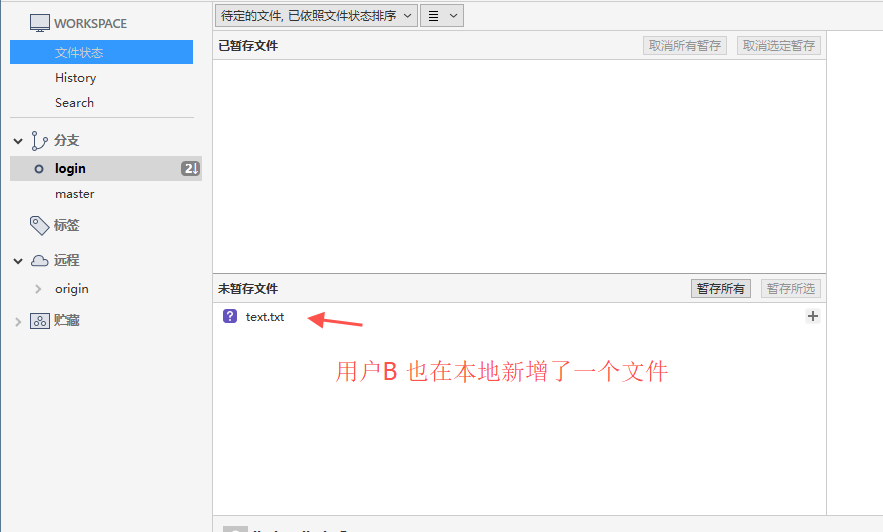 WORKSPACE
文件状态
History
Search
分支
login 2↓
master
标签
远程
origin
贮藏
待定的文件, 已依照文件状态排序
已暂存文件 取消所有暂存 取消选定暂存
未暂存文件 暂存所有 暂存所选
? text.txt +
用户B 也在本地新增了一个文件